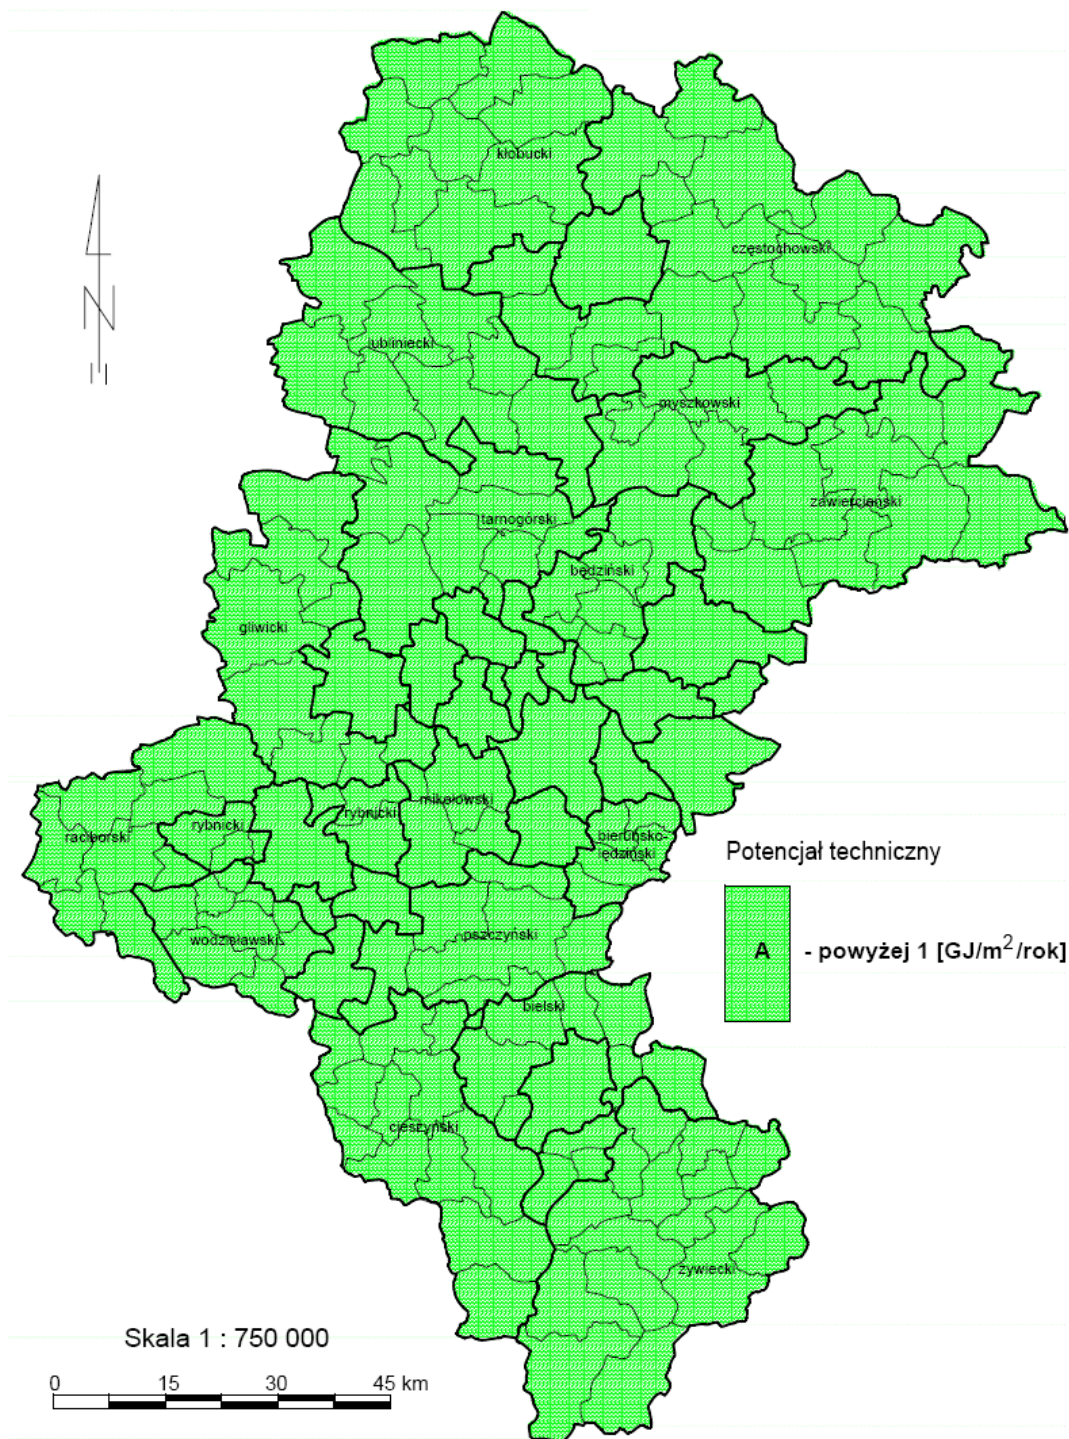 kłobucki
częstochowski
N
lubliniecki
myszkowski
zawierciański
tarnogórski
będziński
gliwicki
mikołowski
rybnicki
rybnicki
raciborski
bieruńsko-
lędziński
Potencjał techniczny
A - powyżej 1 [GJ/m²/rok]
wodzisławski
pszczyński
bielski
cieszyński
żywiecki
Skala 1 : 750 000
0 15 30 45 km